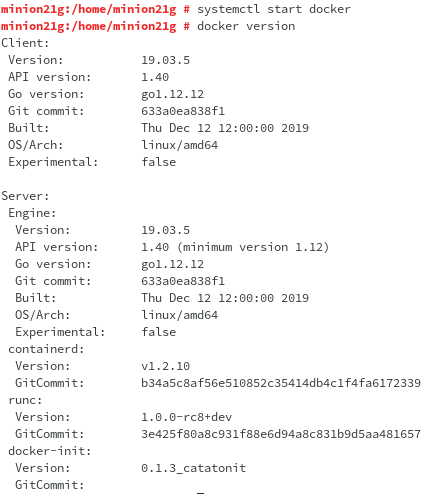 minion21g:/home/minion21g # systemctl start docker
minion21g:/home/minion21g # docker version
Client:
 Version:           19.03.5
 API version:       1.40
 Go version:        go1.12.12
 Git commit:        633a0ea838f1
 Built:             Thu Dec 12 12:00:00 2019
 OS/Arch:           linux/amd64
 Experimental:      false

Server:
 Engine:
  Version:          19.03.5
  API version:      1.40 (minimum version 1.12)
  Go version:       go1.12.12
  Git commit:       633a0ea838f1
  Built:            Thu Dec 12 12:00:00 2019
  OS/Arch:          linux/amd64
  Experimental:     false
 containerd:
  Version:          v1.2.10
  GitCommit:        b34a5c8af56e510852c35414db4c1f4fa6172339
 runc:
  Version:          1.0.0-rc8+dev
  GitCommit:        3e425f80a8c931f88e6d94a8c831b9d5aa481657
 docker-init:
  Version:          0.1.3_catatonit
  GitCommit: